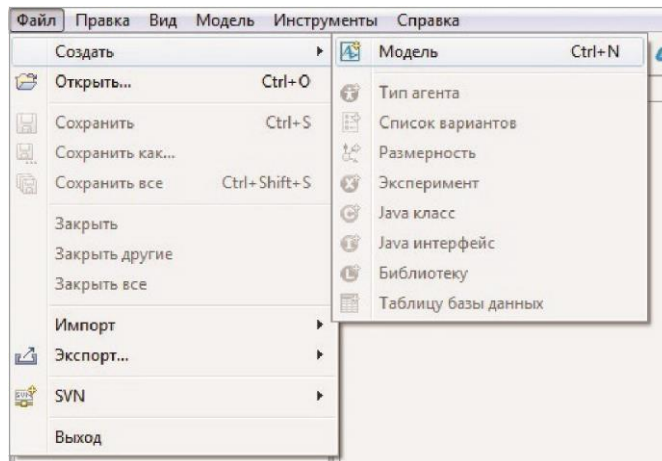 Файл Правка Вид Модель Инструменты Справка
Создать
Открыть... Ctrl+O
Сохранить Ctrl+S
Сохранить как...
Сохранить все Ctrl+Shift+S
Закрыть
Закрыть другие
Закрыть все
Импорт
Экспорт...
SVN SVN
Выход
Модель Ctrl+N
Тип агента
Список вариантов
Размерность
Эксперимент
Java класс
Java интерфейс
Библиотеку
Таблицу базы данных